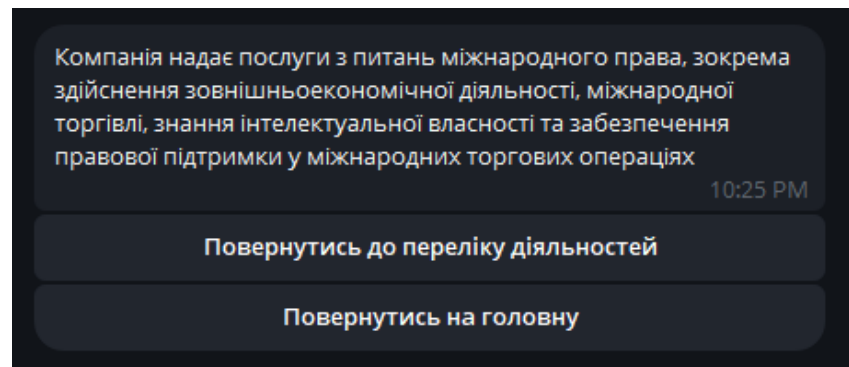 Компанія надає послуги з питань міжнародного права, зокрема
здійснення зовнішньоекономічної діяльності, міжнародної
торгівлі, знання інтелектуальної власності та забезпечення
правової підтримки у міжнародних торгових операціях
10:25 PM
Повернутись до переліку діяльностей
Повернутись на головну